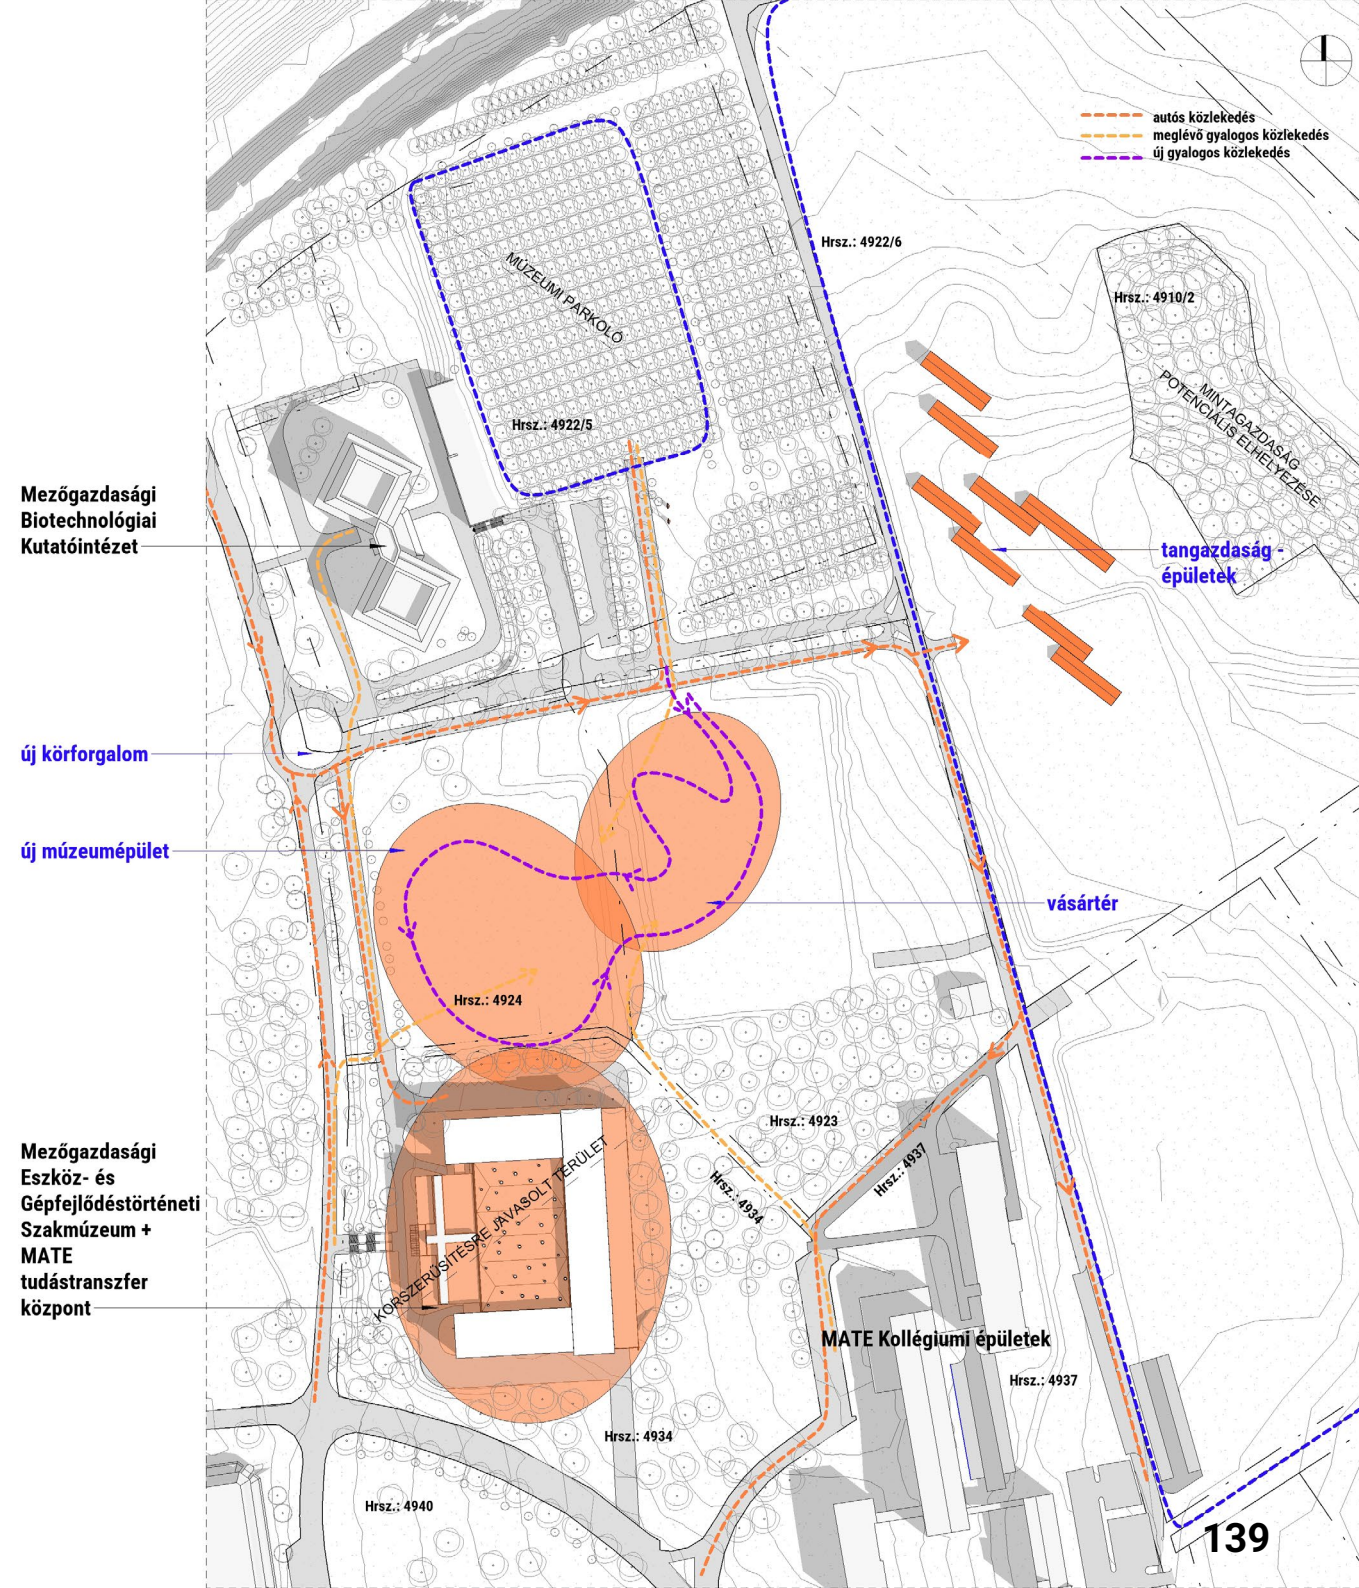 autós közlekedés
meglévő gyalogos közlekedés
új gyalogos közlekedés
Hrsz.: 4922/6
Hrsz.: 4910/2
MÚZEUMI PARKOLÓ
MINTAGAZDASÁG
POTENCIÁLIS ELHELYEZÉSE
Hrsz.: 4922/5
Mezőgazdasági
Biotechnológiai
Kutatóintézet
tangazdaság -
épületek
új körforgalom
új múzeumépület
vásártér
Hrsz.: 4924
Hrsz.: 4923
Hrsz.: 4937
Hrsz.: 4934
Mezőgazdasági
Eszköz- és
Gépfejlődéstörténeti
Szakmúzeum +
MATE
tudástranszfer
központ
KORSZERŰSÍTÉSRE JAVASOLT TERÜLET
MATE Kollégiumi épületek
Hrsz.: 4937
Hrsz.: 4934
Hrsz.: 4940
139